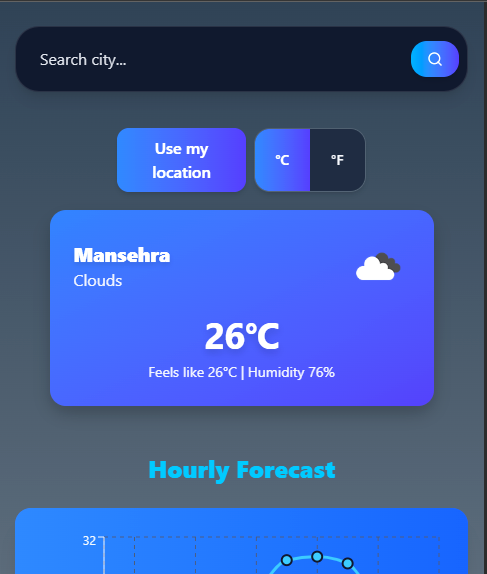 Search city...
Use my
location
°C
°F
Mansehra
Clouds
26°C
Feels like 26°C | Humidity 76%
Hourly Forecast
32